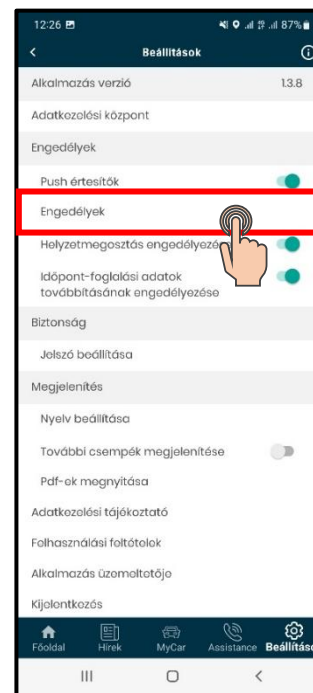 12:26 87%
Beállítások
Alkalmazás verzió 1.3.8
Adatkezelési központ
Engedélyek
Push értesítők
Engedélyek
Helyzetmegosztás engedélyezé
Időpont-foglalási adatok
továbbításának engedélyezése
Biztonság
Jelszó beállítása
Megjelenítés
Nyelv beállítása
További csempék megjelenítése
Pdf-ek megnyitása
Adatkezelési tájékoztató
Felhasználási feltételek
Alkalmazás üzemeltetője
Kijelentkezés
Főoldal Hírek MyCar Assistance Beállításo